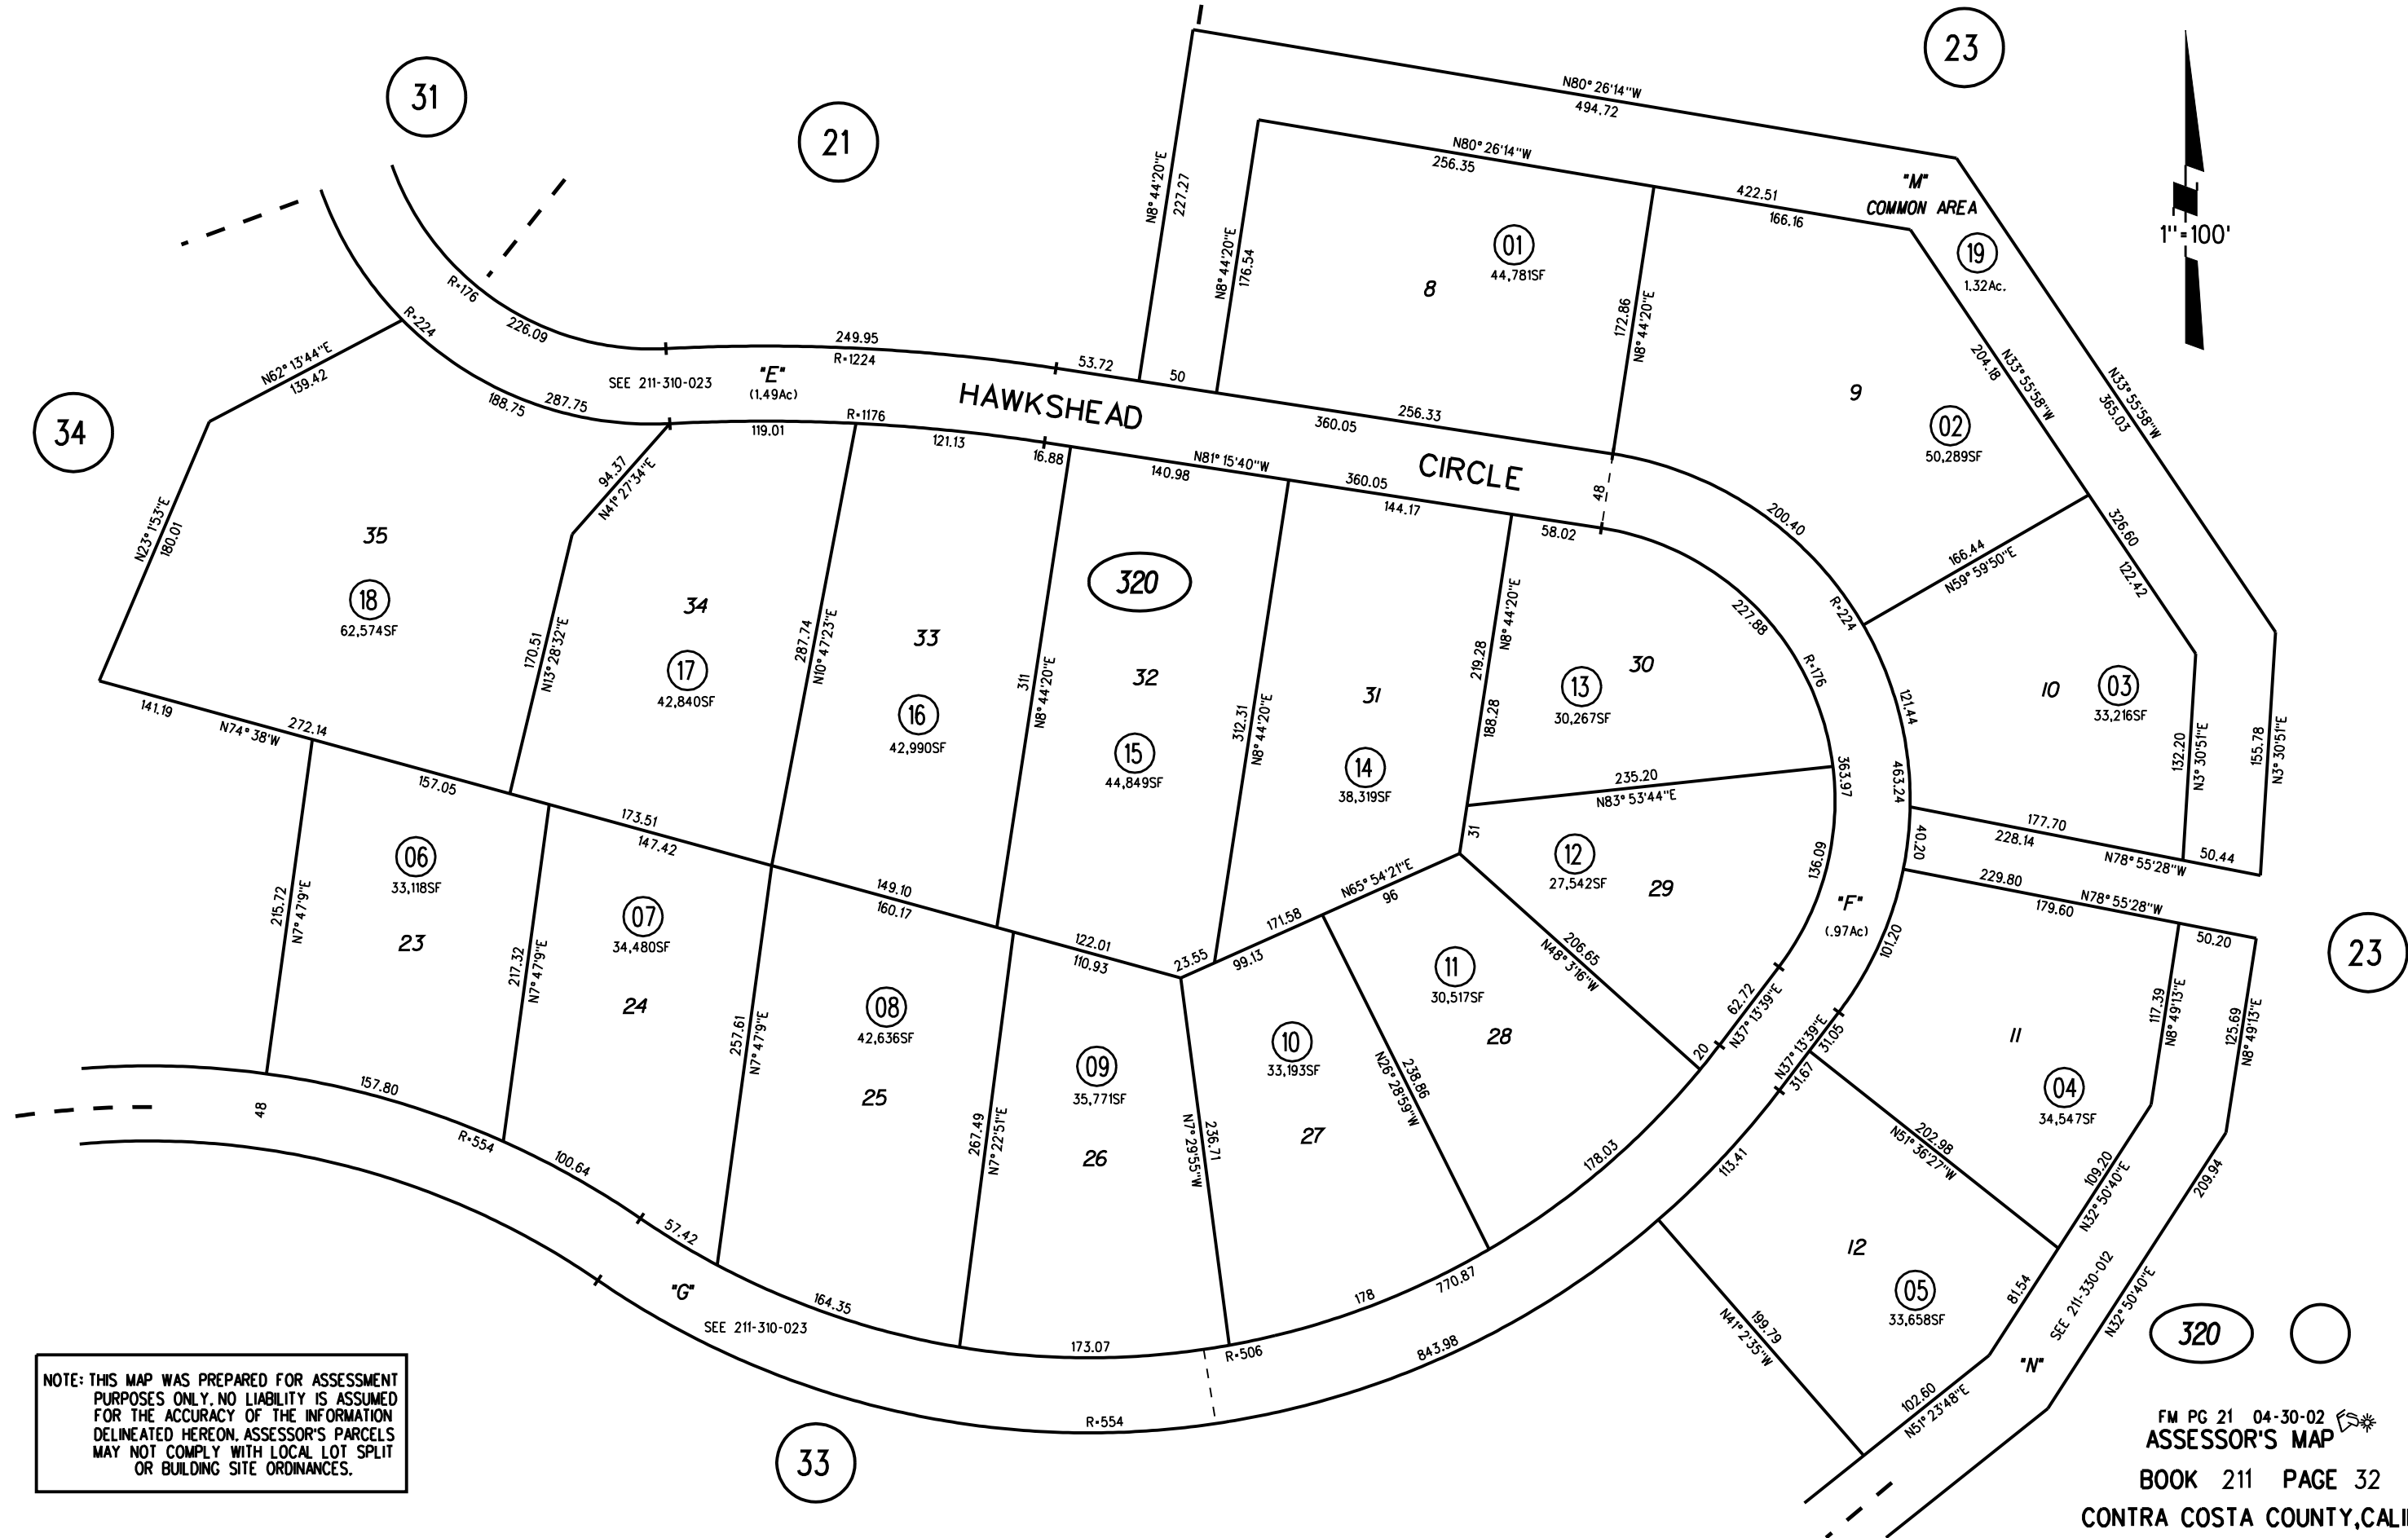 23
31
21
34
N80°26'14"W
494.72
N80°26'14"W
256.35
422.51
166.16
"M"
COMMON AREA
19
1.32Ac.
1"=100'
N8°44'20"E
227.27
N8°44'20"E
176.54
01
44,781SF
8
172.86
N8°44'20"E
9
02
50,289SF
204.18
N33°55'58"W
N33°55'58"W
365.03
R=176
226.09
R=224
188.75
287.75
N62°13'44"E
139.42
249.95
R=1224
53.72
50
256.33
360.05
SEE 211-310-023
"E"
(1.49Ac)
HAWKSHEAD
CIRCLE
R=1176
119.01
121.13
16.88
N81°15'40"W
140.98
360.05
144.17
58.02
48
200.40
166.44
N59°59'50"E
326.60
122.42
94.37
N41°27'34"E
N23°1'53"E
180.01
35
18
62,574SF
34
17
42,840SF
170.51
N13°28'32"E
287.74
N10°47'23"E
33
16
42,990SF
311
N8°44'20"E
320
32
15
44,849SF
312.31
N8°44'20"E
31
14
38,319SF
219.28
N8°44'20"E
188.28
30
13
30,267SF
227.88
R=224
R=176
121.44
10
03
33,216SF
132.20
N3°30'51"E
155.78
N3°30'51"E
141.19
N74°38'W
272.14
157.05
173.51
147.42
149.10
160.17
122.01
110.93
23.55
99.13
171.58
N65°54'21"E
96
31
235.20
N83°53'44"E
363.97
463.24
40.20
177.70
228.14
N78°55'28"W
50.44
229.80
N78°55'28"W
179.60
50.20
12
27,542SF
29
136.09
"F"
(.97Ac)
101.20
23
06
33,118SF
23
215.72
N7°47'9"E
217.32
N7°47'9"E
07
34,480SF
24
257.61
N7°47'9"E
08
42,636SF
25
267.49
N7°22'51"E
09
35,771SF
26
236.71
N7°29'55"W
10
33,193SF
27
238.86
N26°28'59"W
11
30,517SF
28
206.65
N48°3'16"W
62.72
N37°13'39"E
20
N37°13'39"E
31.05
31.67
11
04
34,547SF
117.39
N8°49'13"E
125.69
N8°49'13"E
202.98
N51°36'27"W
109.20
N32°50'40"E
209.94
48
157.80
R=554
100.64
57.42
164.35
173.07
R=506
178
770.87
178.03
113.41
843.98
R=554
"G"
SEE 211-310-023
12
05
33,658SF
199.79
N41°2'35"W
81.54
SEE 211-330-012
N32°50'40"E
102.60
N51°23'48"E
"N"
320
33
NOTE: THIS MAP WAS PREPARED FOR ASSESSMENT
PURPOSES ONLY. NO LIABILITY IS ASSUMED
FOR THE ACCURACY OF THE INFORMATION
DELINEATED HEREON. ASSESSOR'S PARCELS
MAY NOT COMPLY WITH LOCAL LOT SPLIT
OR BUILDING SITE ORDINANCES.
FM PG 21 04-30-02
ASSESSOR'S MAP
BOOK 211 PAGE 32
CONTRA COSTA COUNTY, CALI